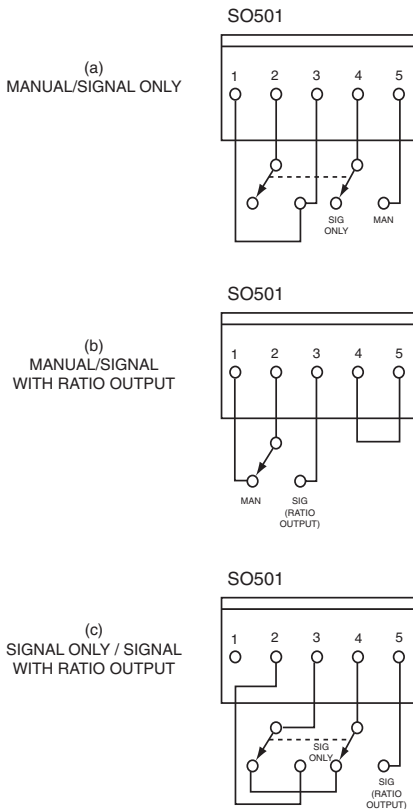 SO501
(a)
MANUAL/SIGNAL ONLY
1 2 3 4 5
SIG
ONLY
MAN
SO501
(b)
MANUAL/SIGNAL
WITH RATIO OUTPUT
1 2 3 4 5
MAN
SIG
(RATIO
OUTPUT)
SO501
(c)
SIGNAL ONLY / SIGNAL
WITH RATIO OUTPUT
1 2 3 4 5
SIG
ONLY
SIG
(RATIO
OUTPUT)